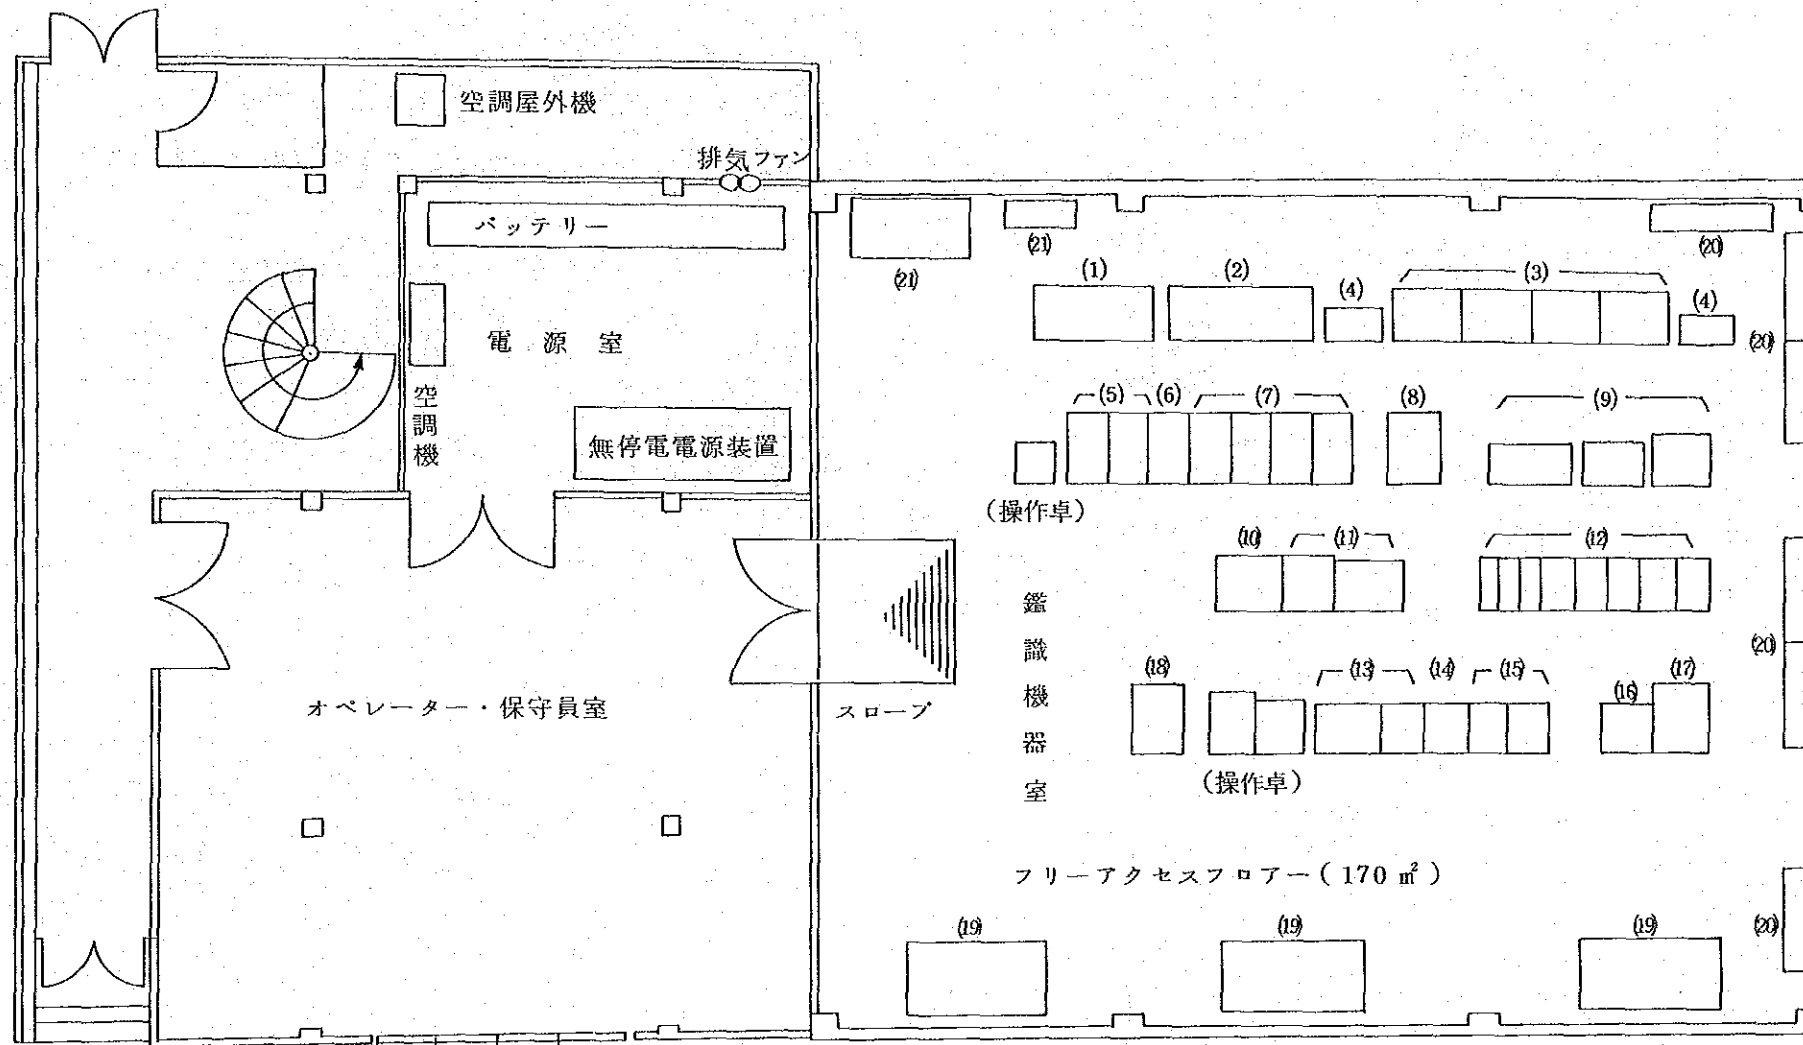 空調屋外機
排気ファン
バッテリー
(21)
(21)
(20)
(1)
(2)
(4)
(3)
(4)
(20)
電源室
空調機
無停電電源装置
(5)
(6)
(7)
(8)
(9)
(操作卓)
(10)
(11)
(12)
鑑識機器室
(20)
(18)
(13)
(14)
(15)
(16)
(17)
オペレーター・保守員室
スロープ
(操作卓)
フリーアクセスフロアー(170㎡)
(19)
(19)
(19)
(20)